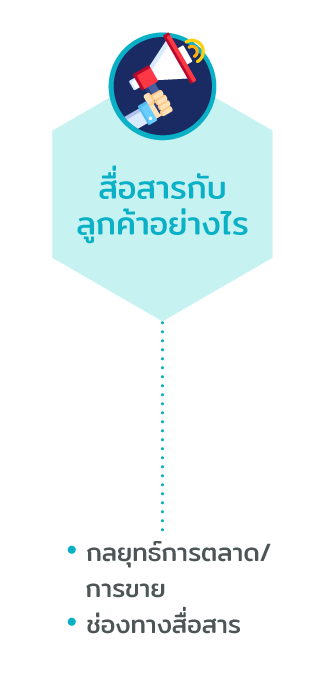 สื่อสารกับ
ลูกค้าอย่างไร
• กลยุทธ์การตลาด/
การขาย
• ช่องทางสื่อสาร